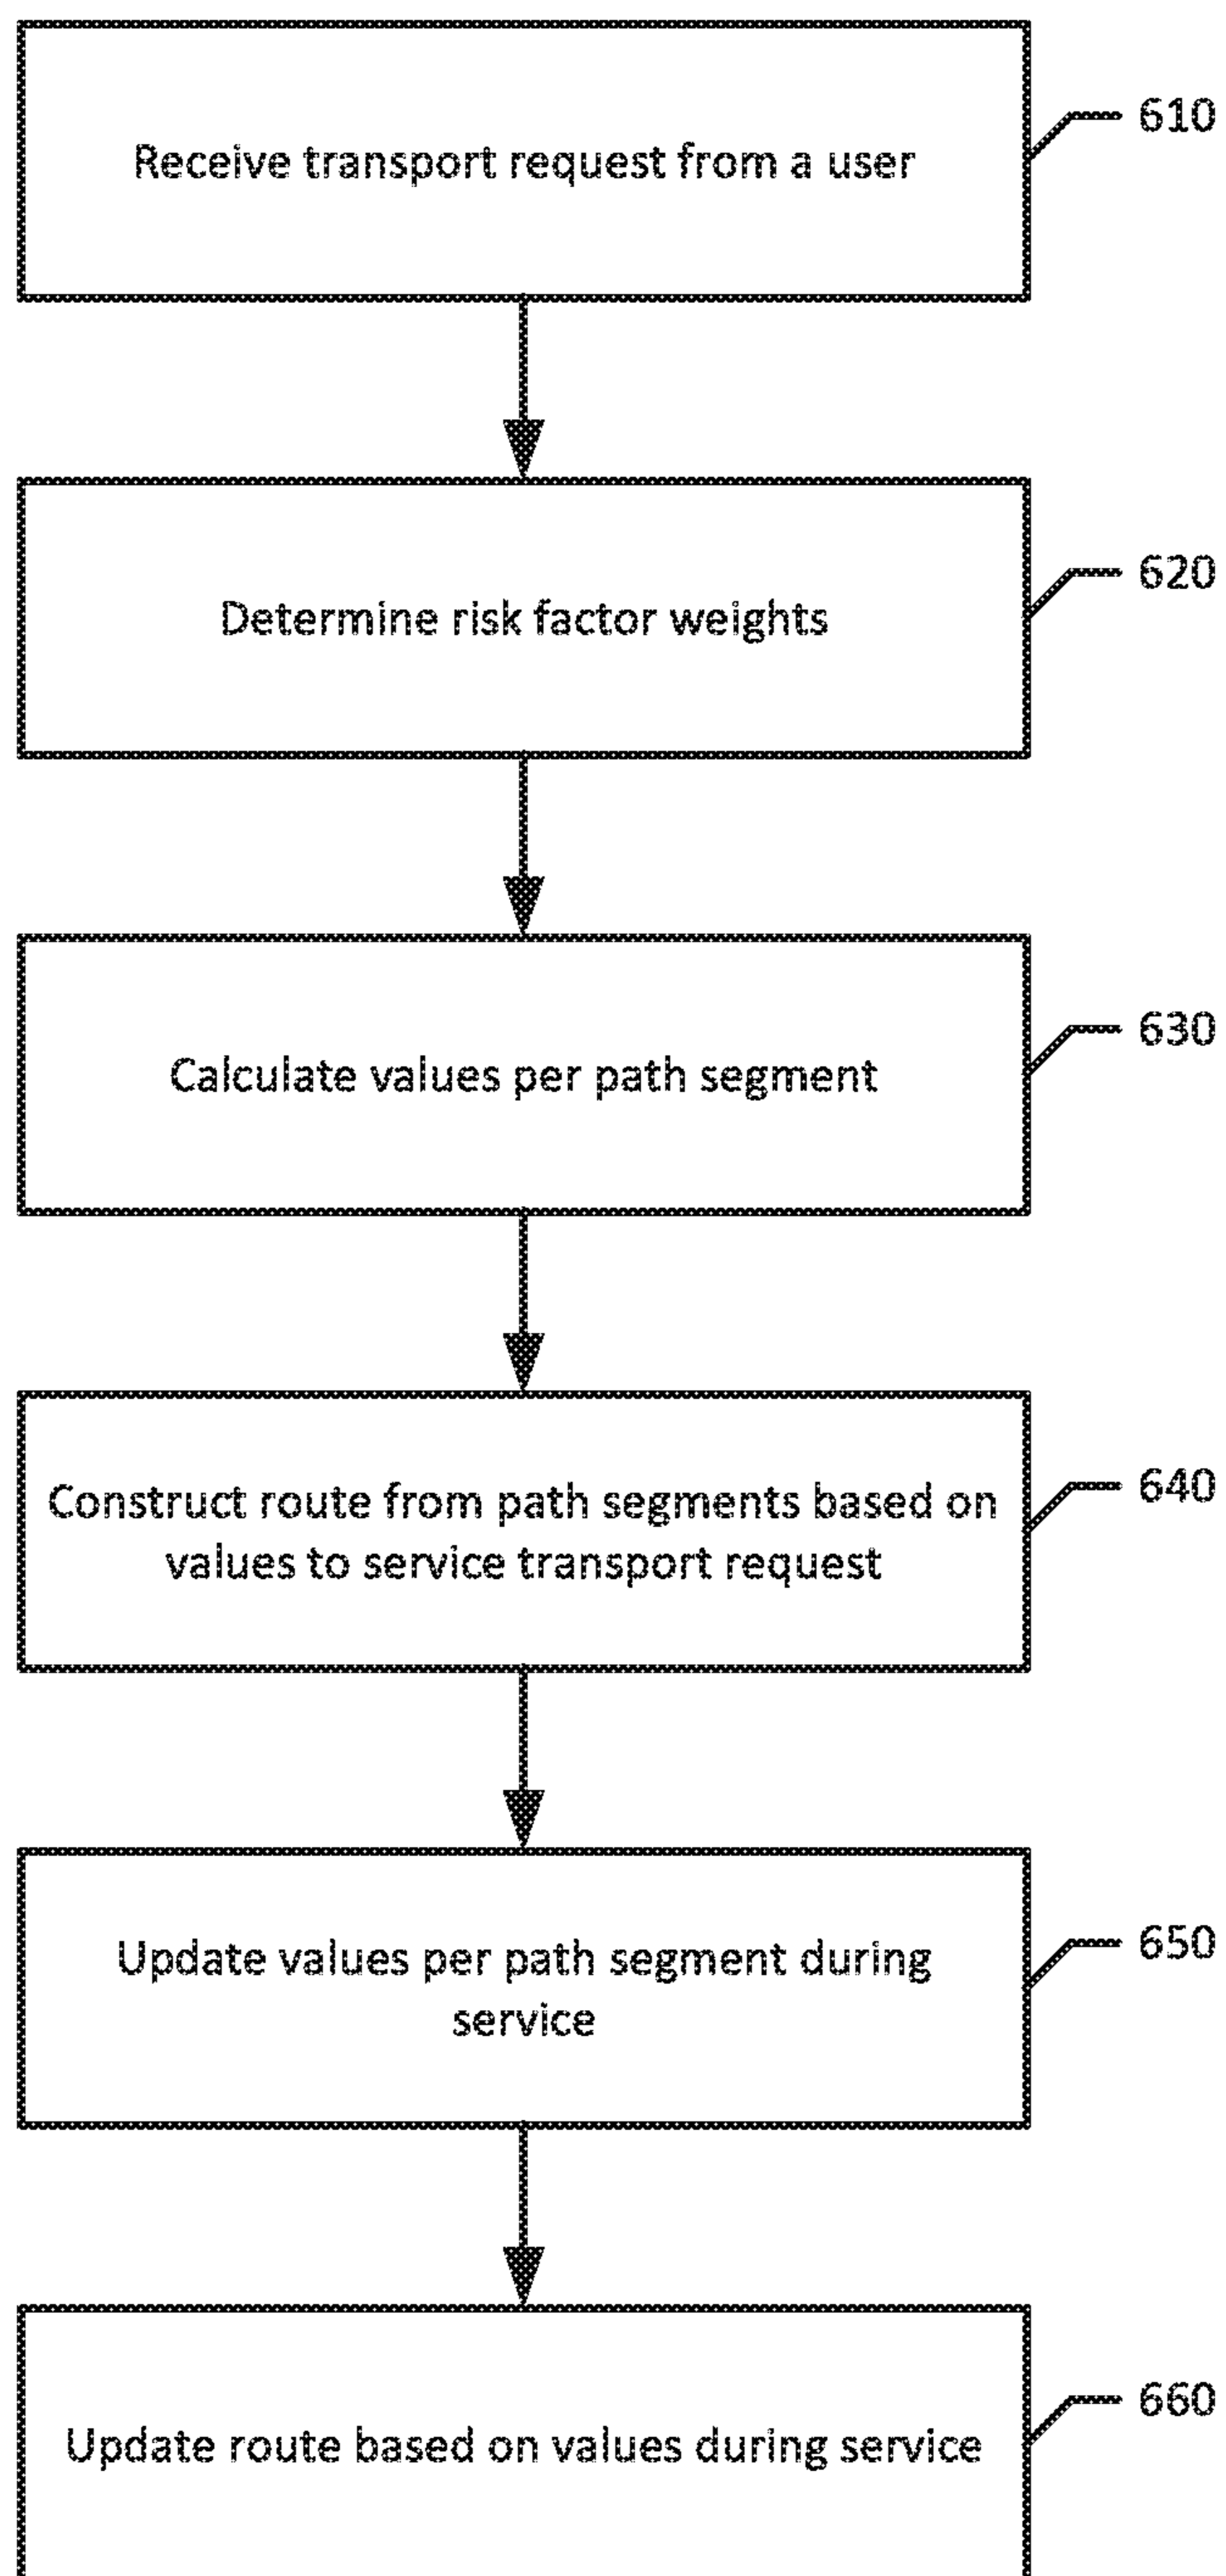 Receive transport request from a user
610
Determine risk factor weights
620
Calculate values per path segment
630
Construct route from path segments based on
values to service transport request
640
Update values per path segment during
service
650
Update route based on values during service
660